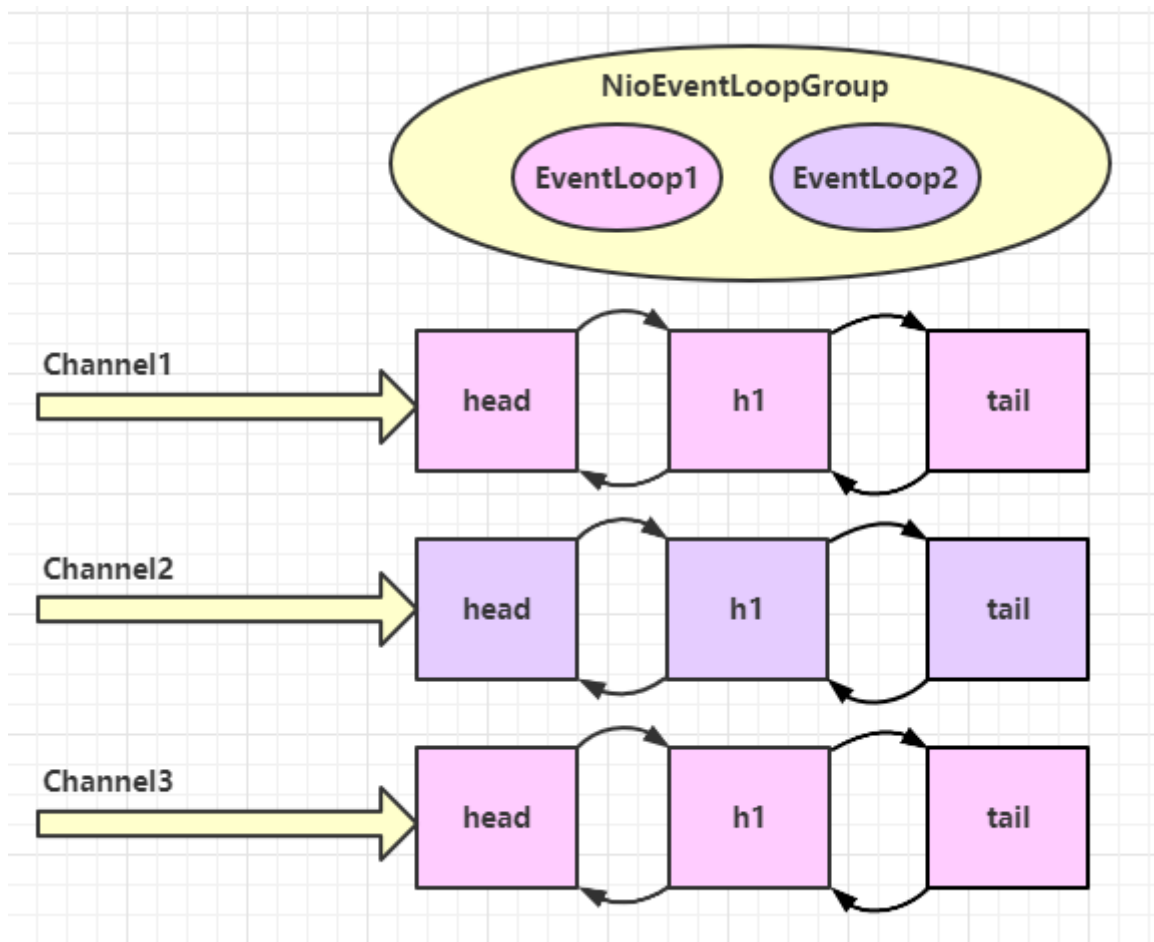 NioEventLoopGroup
EventLoop1 EventLoop2
Channel1
head h1 tail
Channel2
head h1 tail
Channel3
head h1 tail